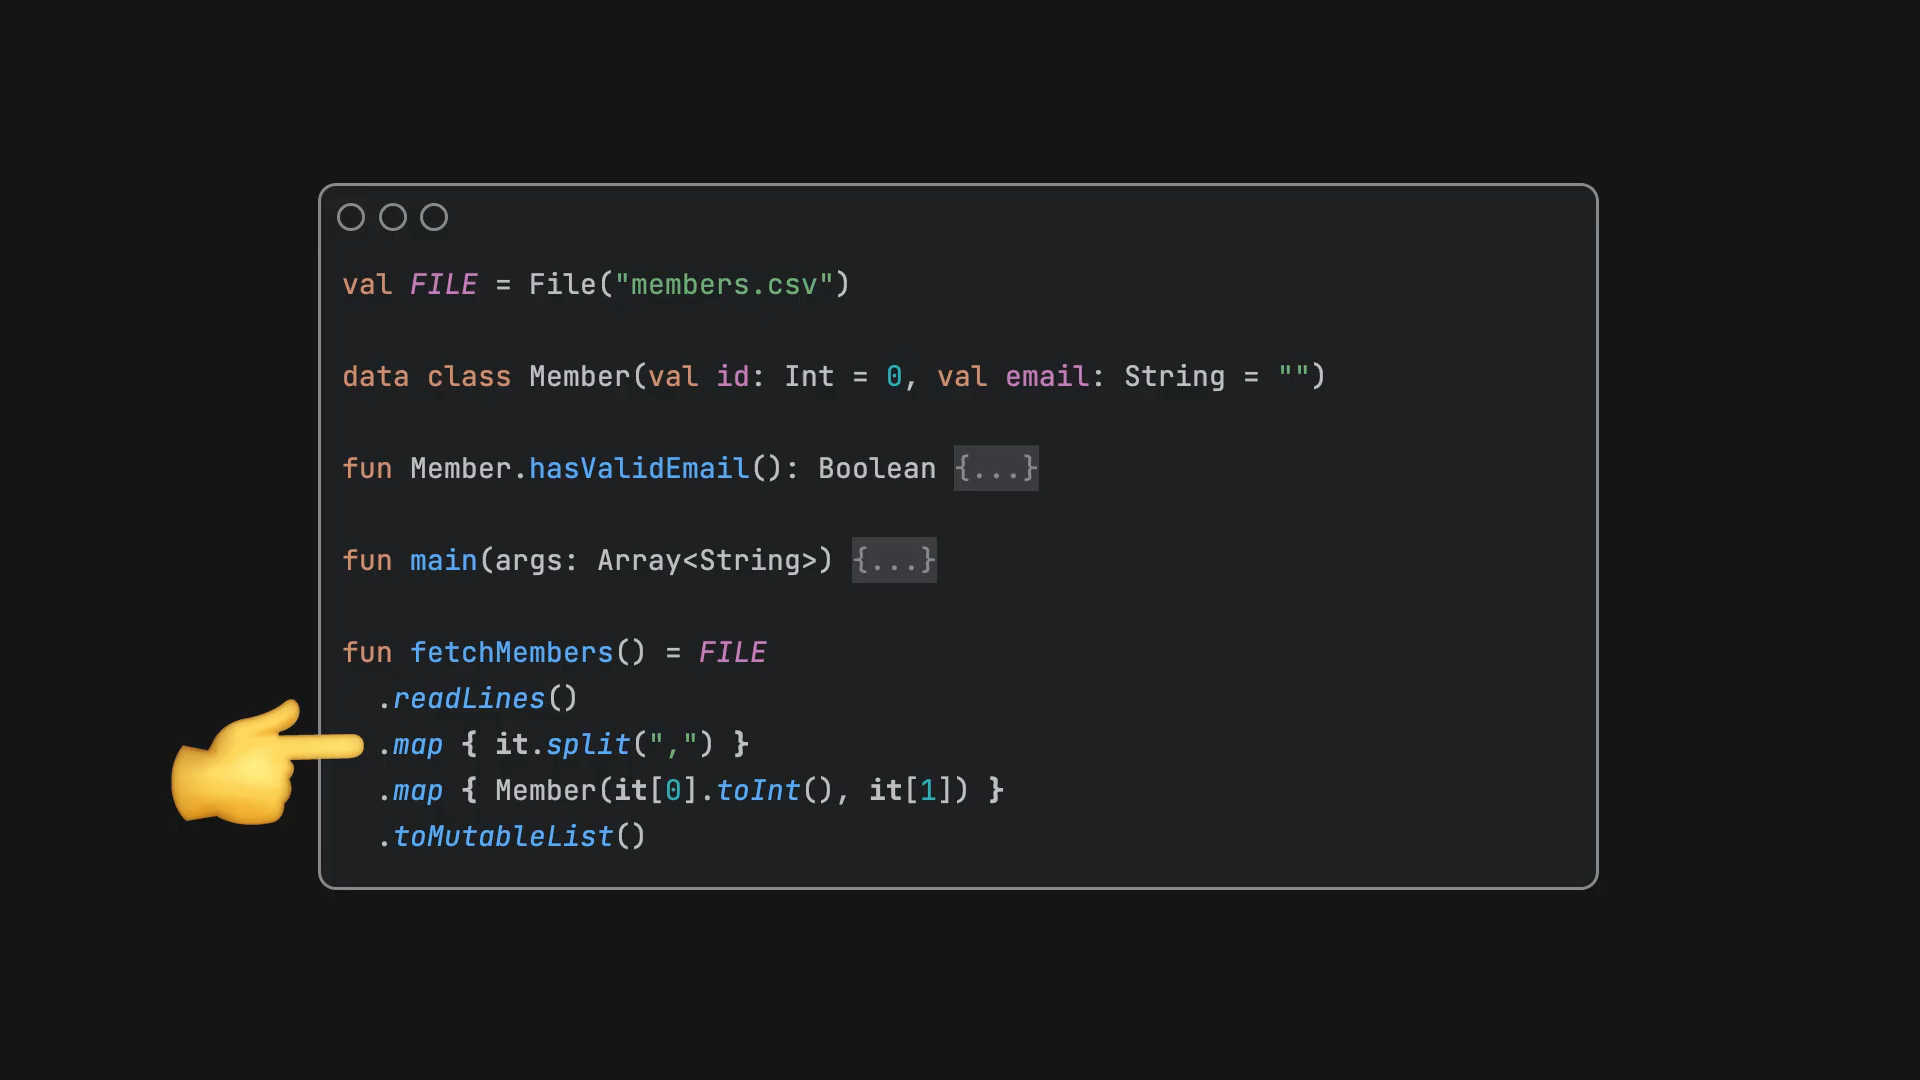 val FILE = File("members.csv")
data class Member(val id: Int = 0, val email: String = "")
fun Member.hasValidEmail(): Boolean {...}
fun main(args: Array<String>) {...}
fun fetchMembers() = FILE
.readLines()
.map { it.split(",") }
.map { Member(it[0].toInt(), it[1]) }
.toMutableList()